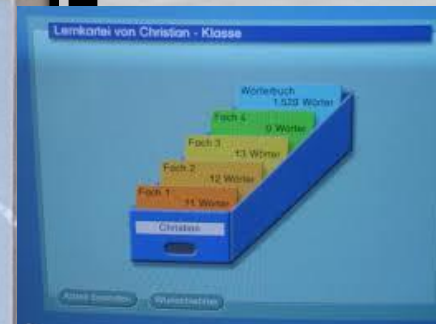 Lernkartei von Christian - Klasse
Wörterbuch
1.529 Wörter
Fach 4
0 Wörter
Fach 3
13 Wörter
Fach 2
12 Wörter
Fach 1
11 Wörter
Christian